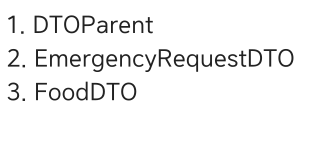 1. DTOParent
2. EmergencyRequestDTO
3. FoodDTO